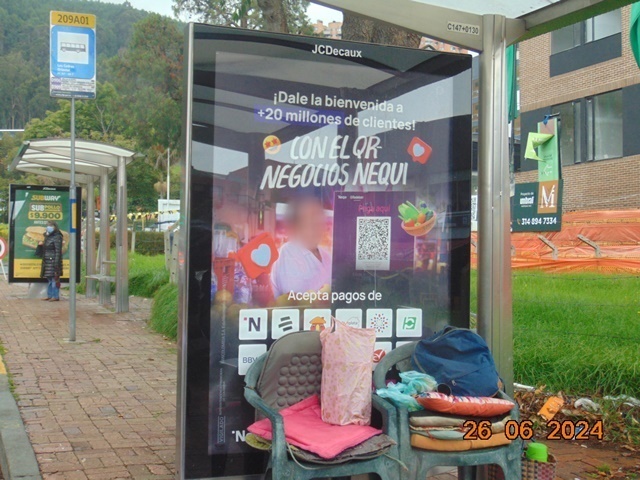 209A01
C147+0130
JCDecaux
¡Dale la bienvenida a
+20 millones de clientes!
CON EL QR
NEGOCIOS NEQUI
Acepta pagos de
SUBWAY
$9.900
M
314 894 7334
BBV
26 06 2024